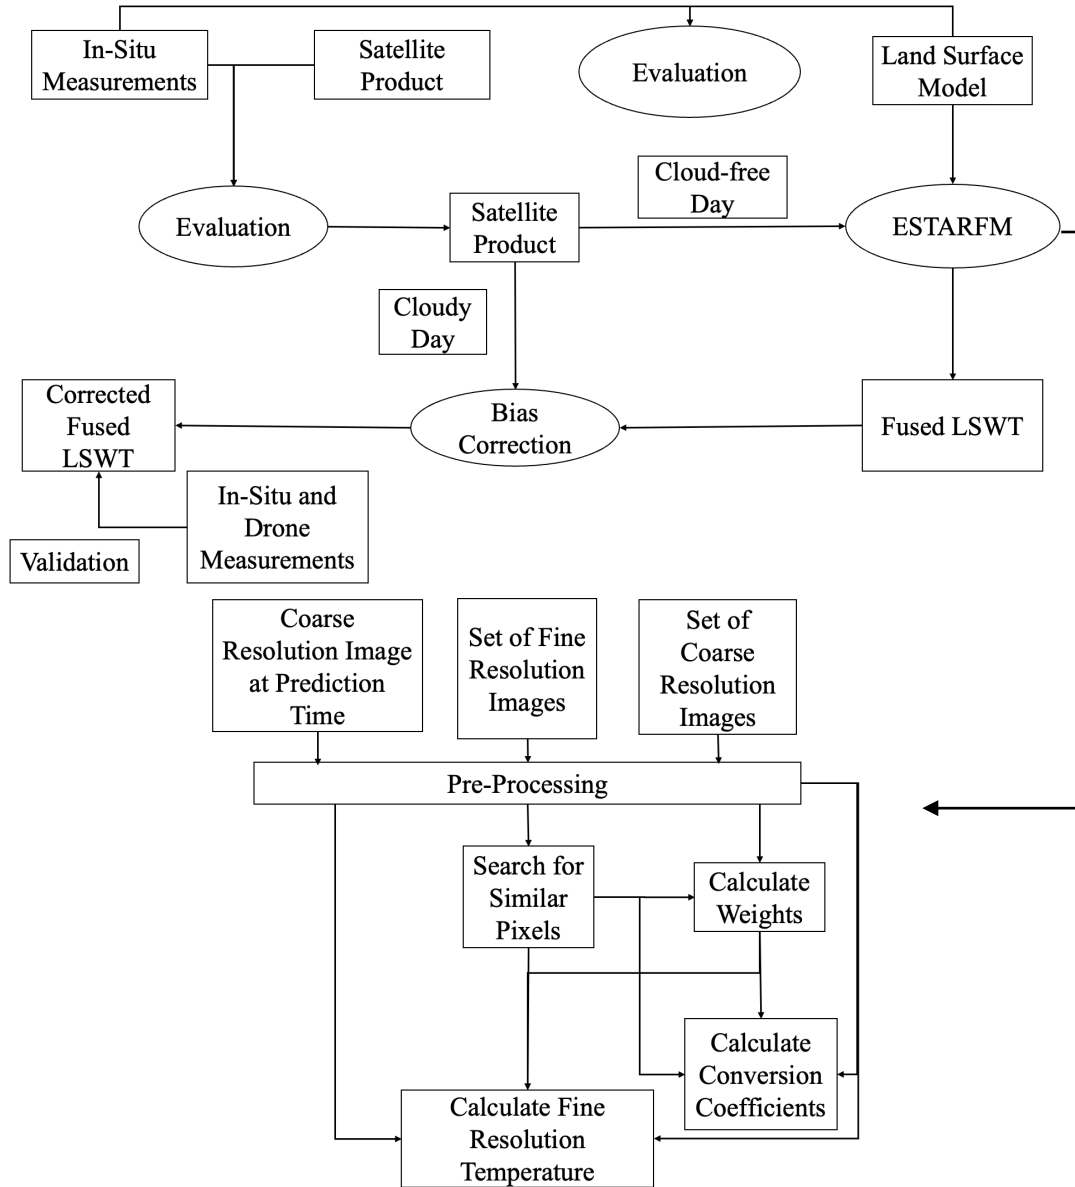 In-Situ
Measurements
Satellite
Product
Evaluation
Land Surface
Model
Cloud-free
Day
Evaluation
Satellite
Product
ESTARFM
Cloudy
Day
Corrected
Fused
LSWT
Bias
Correction
Fused LSWT
In-Situ and
Drone
Measurements
Validation
Coarse
Resolution Image
at Prediction
Time
Set of Fine
Resolution
Images
Set of
Coarse
Resolution
Images
Pre-Processing
Search for
Similar
Pixels
Calculate
Weights
Calculate
Conversion
Coefficients
Calculate Fine
Resolution
Temperature